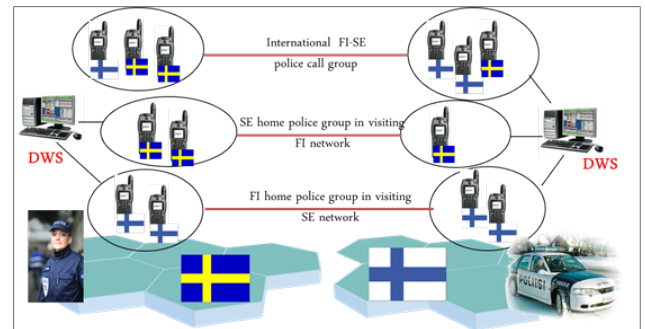 International FI-SE
police call group
SE home police group in visiting
FI network
DWS
DWS
FI home police group in visiting
SE network
POLIISI